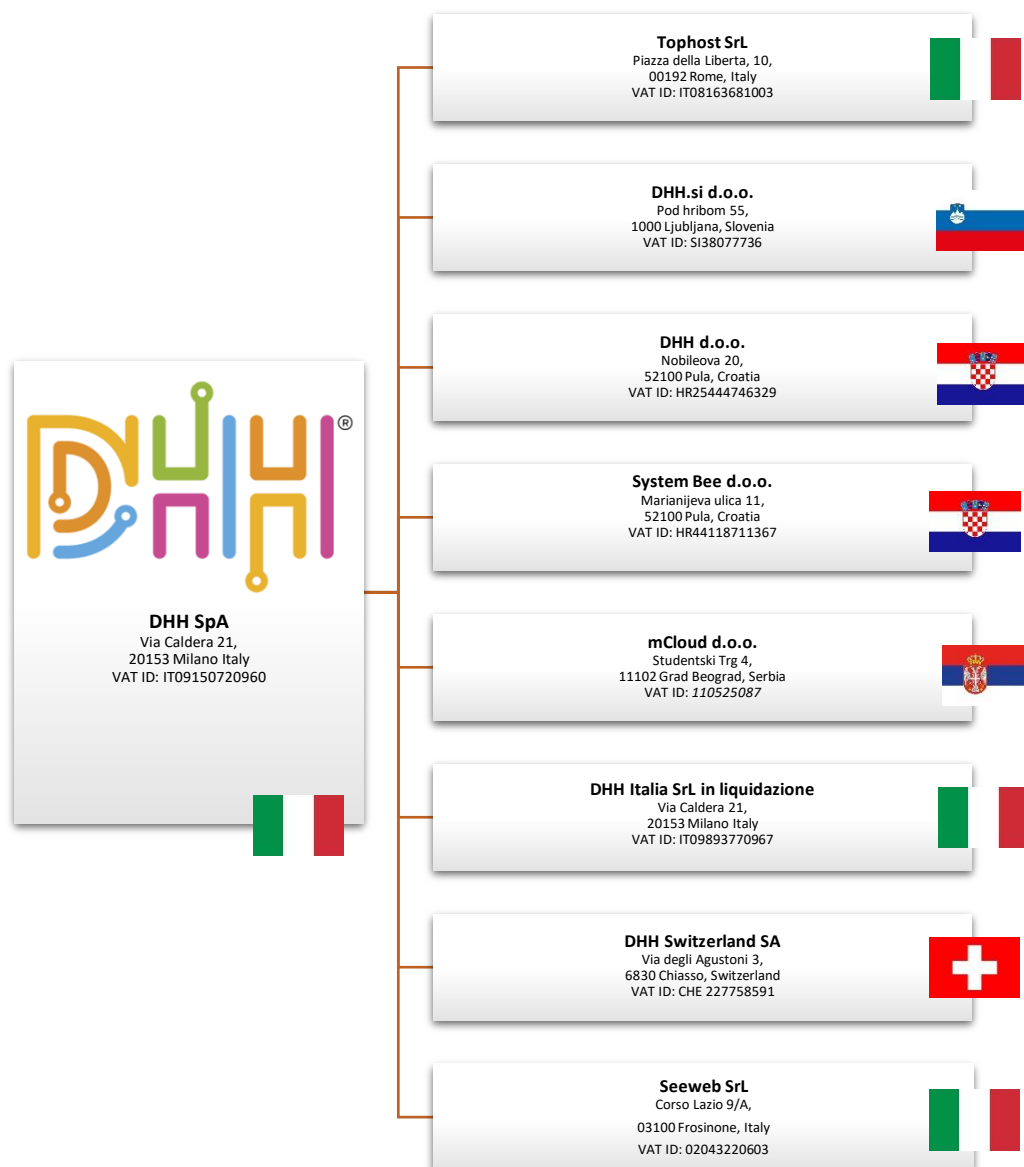 DHH®
DHH SpA
Via Caldera 21,
20153 Milano Italy
VAT ID: IT09150720960
Tophost SrL
Piazza della Liberta, 10,
00192 Rome, Italy
VAT ID: IT08163681003
DHH.si d.o.o.
Pod hribom 55,
1000 Ljubljana, Slovenia
VAT ID: SI38077736
DHH d.o.o.
Nobileova 20,
52100 Pula, Croatia
VAT ID: HR25444746329
System Bee d.o.o.
Marianijeva ulica 11,
52100 Pula, Croatia
VAT ID: HR44118711367
mCloud d.o.o.
Studentski Trg 4,
11102 Grad Beograd, Serbia
VAT ID: 110525087
DHH Italia SrL in liquidazione
Via Caldera 21,
20153 Milano Italy
VAT ID: IT09893770967
DHH Switzerland SA
Via degli Agustoni 3,
6830 Chiasso, Switzerland
VAT ID: CHE 227758591
Seeweb SrL
Corso Lazio 9/A,
03100 Frosinone, Italy
VAT ID: 02043220603